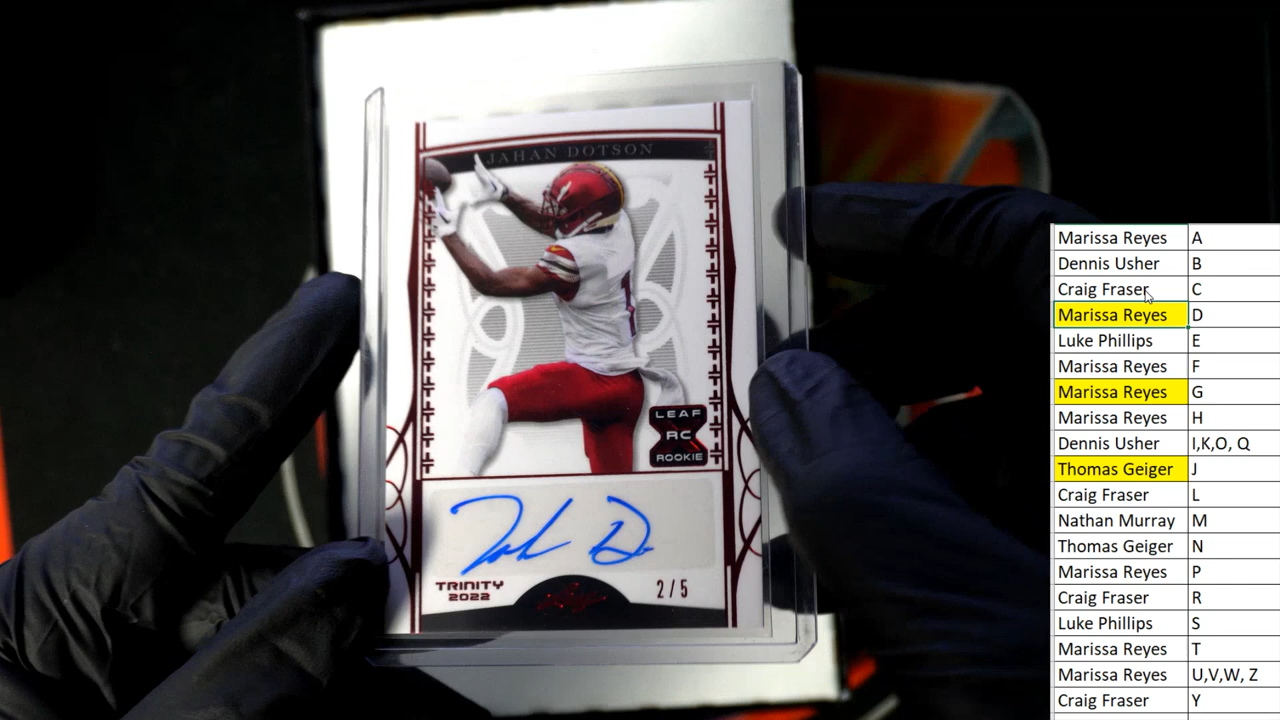 JAHAN DOTSON
1
LEAF
RC
ROOKIE
TRINITY
2022
2/5
Marissa Reyes A
Dennis Usher B
Craig Fraser C
Marissa Reyes D
Luke Phillips E
Marissa Reyes F
Marissa Reyes G
Marissa Reyes H
Dennis Usher I,K,O, Q
Thomas Geiger J
Craig Fraser L
Nathan Murray M
Thomas Geiger N
Marissa Reyes P
Craig Fraser R
Luke Phillips S
Marissa Reyes T
Marissa Reyes U,V,W, Z
Craig Fraser Y